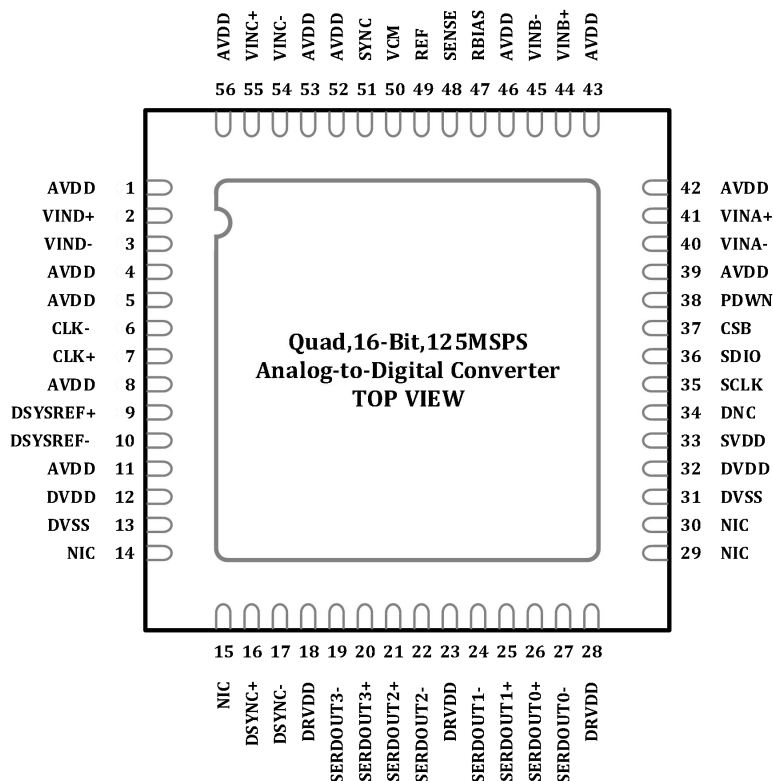 AVDD VINC+ VINC- AVDD AVDD SYNC VCM REF SENSE RBIAS AVDD VINB- VINB+ AVDD
56 55 54 53 52 51 50 49 48 47 46 45 44 43
AVDD 1
VIND+ 2
VIND- 3
AVDD 4
AVDD 5
CLK- 6
CLK+ 7
AVDD 8
DSYSREF+ 9
DSYSREF- 10
AVDD 11
DVDD 12
DVSS 13
NIC 14
Quad,16-Bit,125MSPS
Analog-to-Digital Converter
TOP VIEW
42 AVDD
41 VINA+
40 VINA-
39 AVDD
38 PDWN
37 CSB
36 SDIO
35 SCLK
34 DNC
33 SVDD
32 DVDD
31 DVSS
30 NIC
29 NIC
15 16 17 18 19 20 21 22 23 24 25 26 27 28
NIC DSYNC+ DSYNC- DRVDD SERDOUT3- SERDOUT3+ SERDOUT2+ SERDOUT2- DRVDD SERDOUT1- SERDOUT1+ SERDOUT0+ SERDOUT0- DRVDD